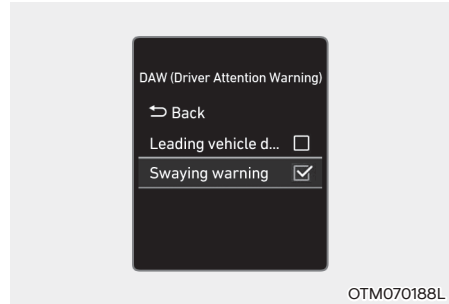 DAW (Driver Attention Warning)
Back
Leading vehicle d...
Swaying warning
OTM070188L